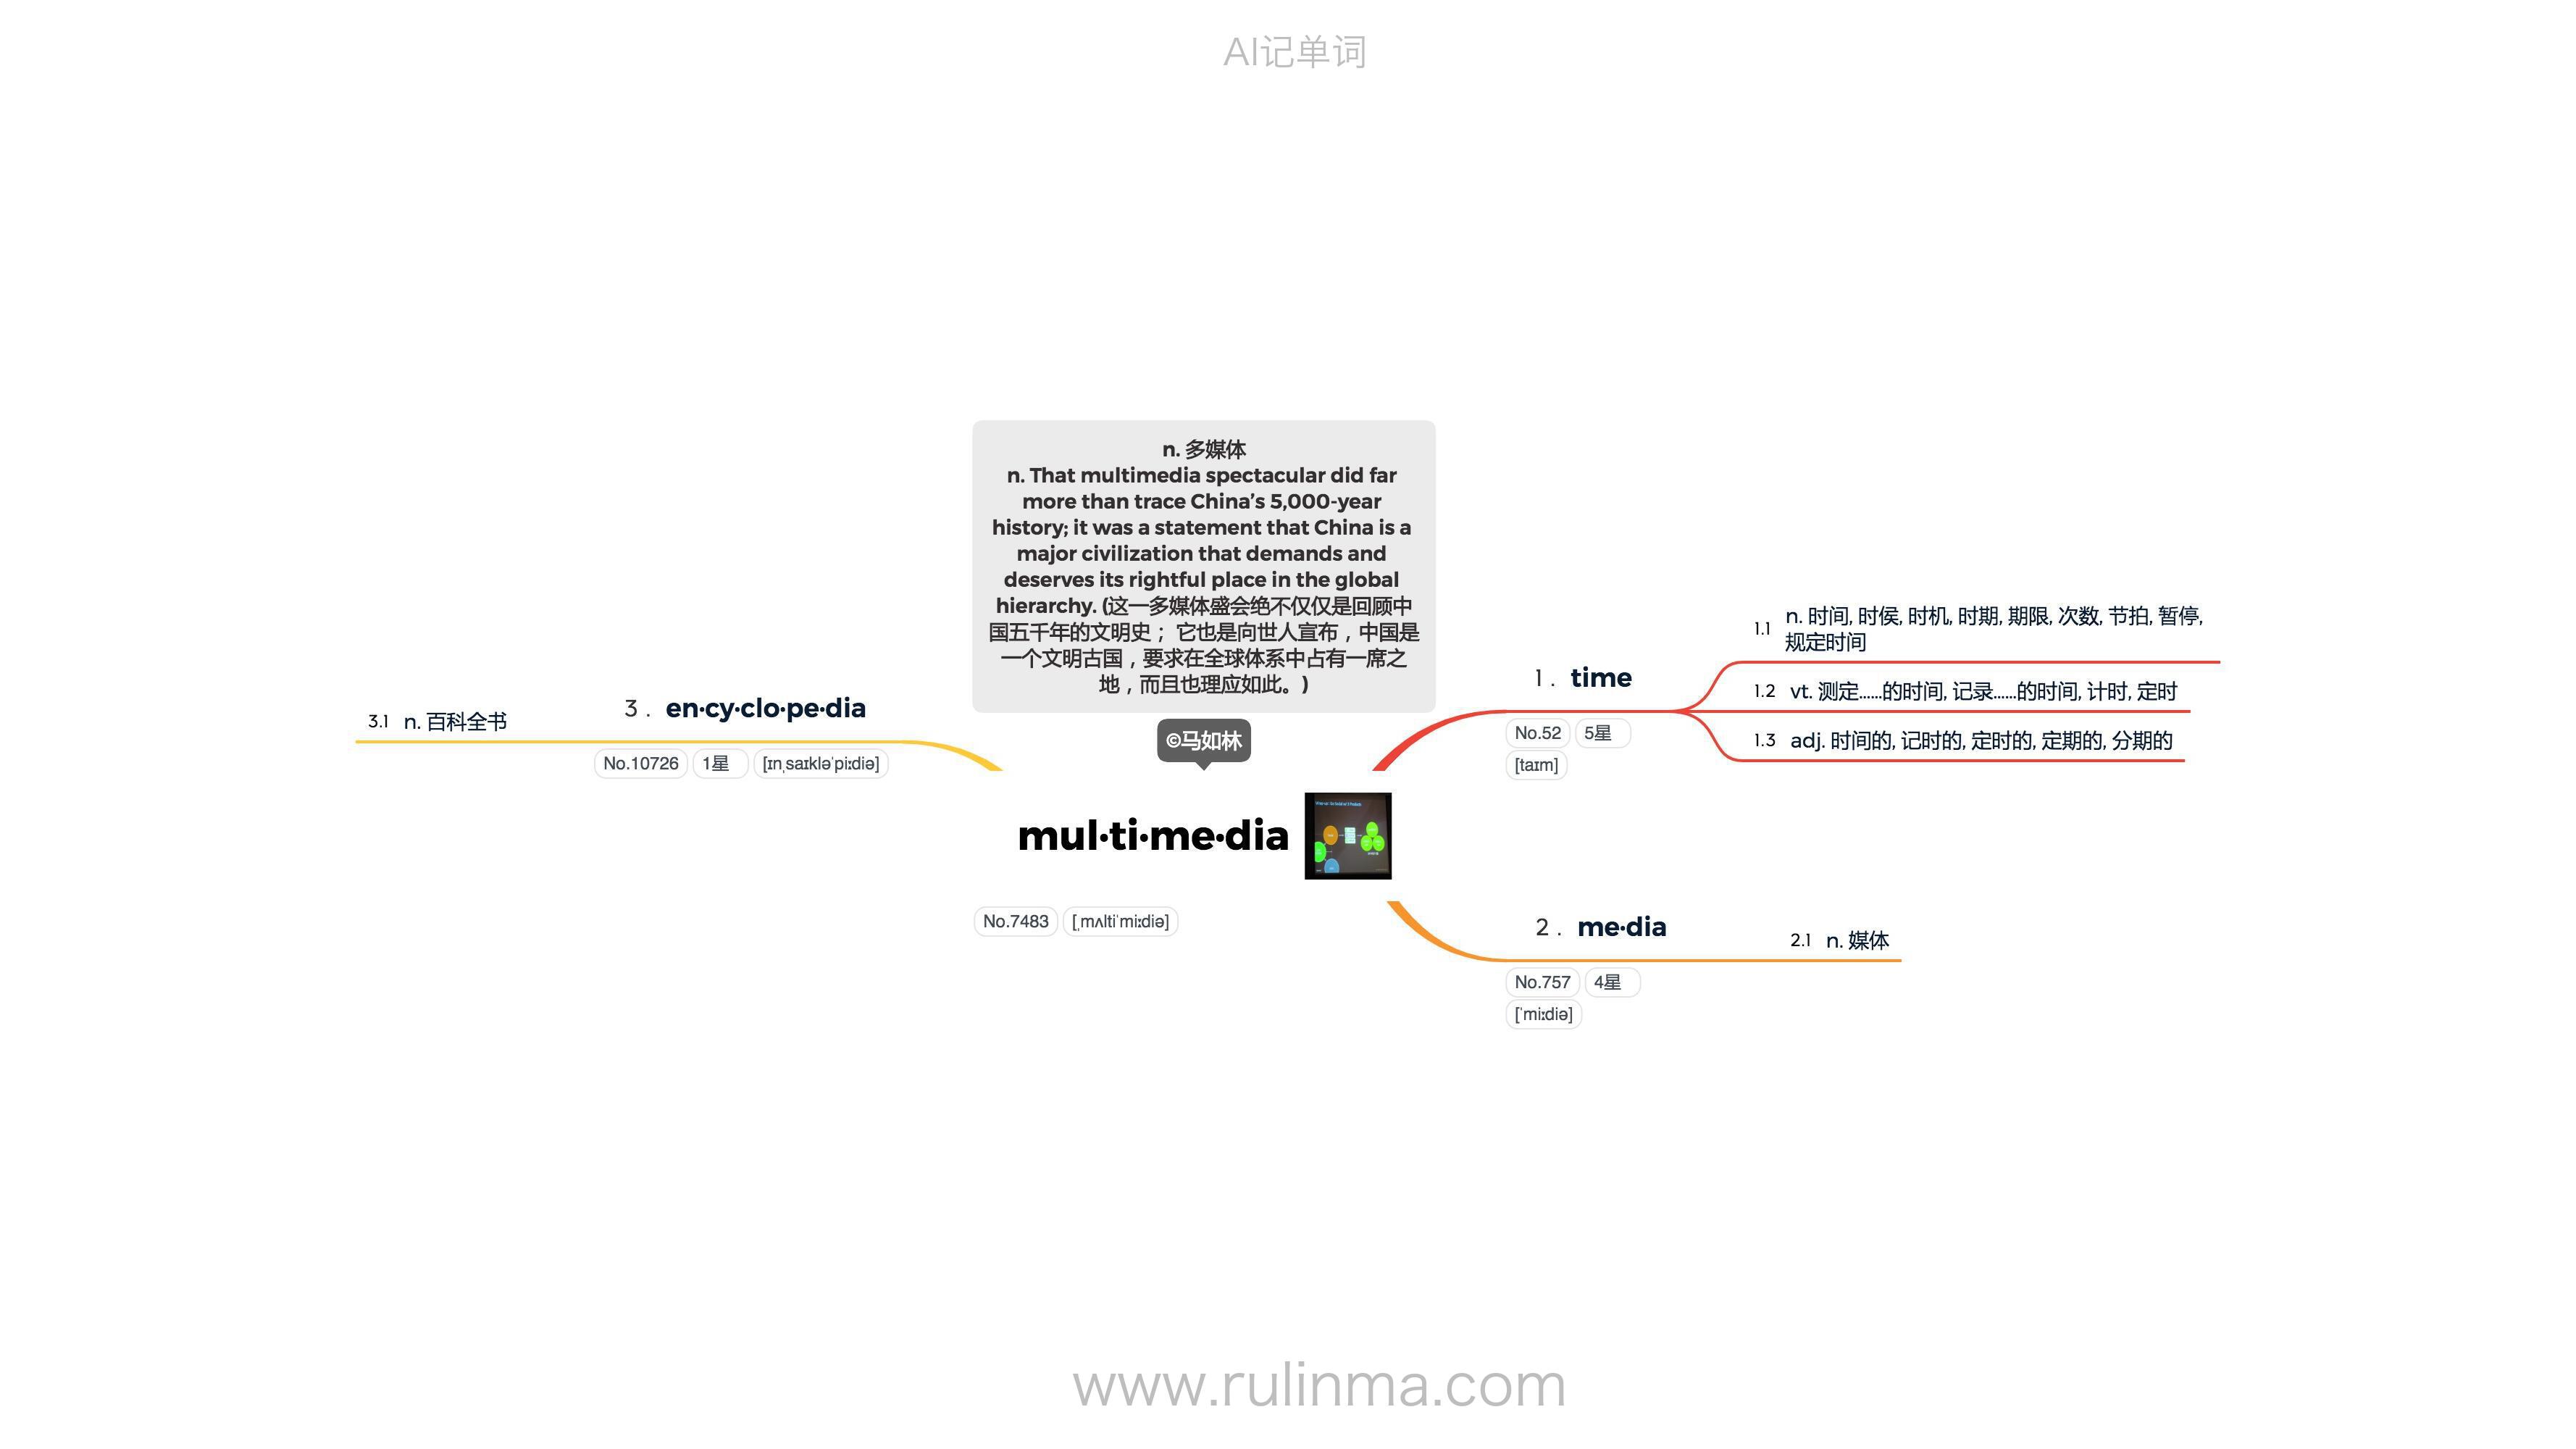 AI记单词
n. 多媒体
n. That multimedia spectacular did far
more than trace China’s 5,000-year
history; it was a statement that China is a
major civilization that demands and
deserves its rightful place in the global
hierarchy. (这一多媒体盛会绝不仅仅是回顾中
国五千年的文明史； 它也是向世人宣布，中国是
一个文明古国，要求在全球体系中占有一席之
地，而且也理应如此。)
©马如林
mul·ti·me·dia
No.7483 [ˌmʌltiˈmiːdiə]
1. time
No.52 5星
[taɪm]
1.1 n. 时间, 时侯, 时机, 时期, 期限, 次数, 节拍, 暂停,
规定时间
1.2 vt. 测定......的时间, 记录......的时间, 计时, 定时
1.3 adj. 时间的, 记时的, 定时的, 定期的, 分期的
2. me·dia
No.757 4星
[ˈmiːdiə]
2.1 n. 媒体
3. en·cy·clo·pe·dia
No.10726 1星 [ɪnˌsaɪkləˈpiːdiə]
3.1 n. 百科全书
www.rulinma.com